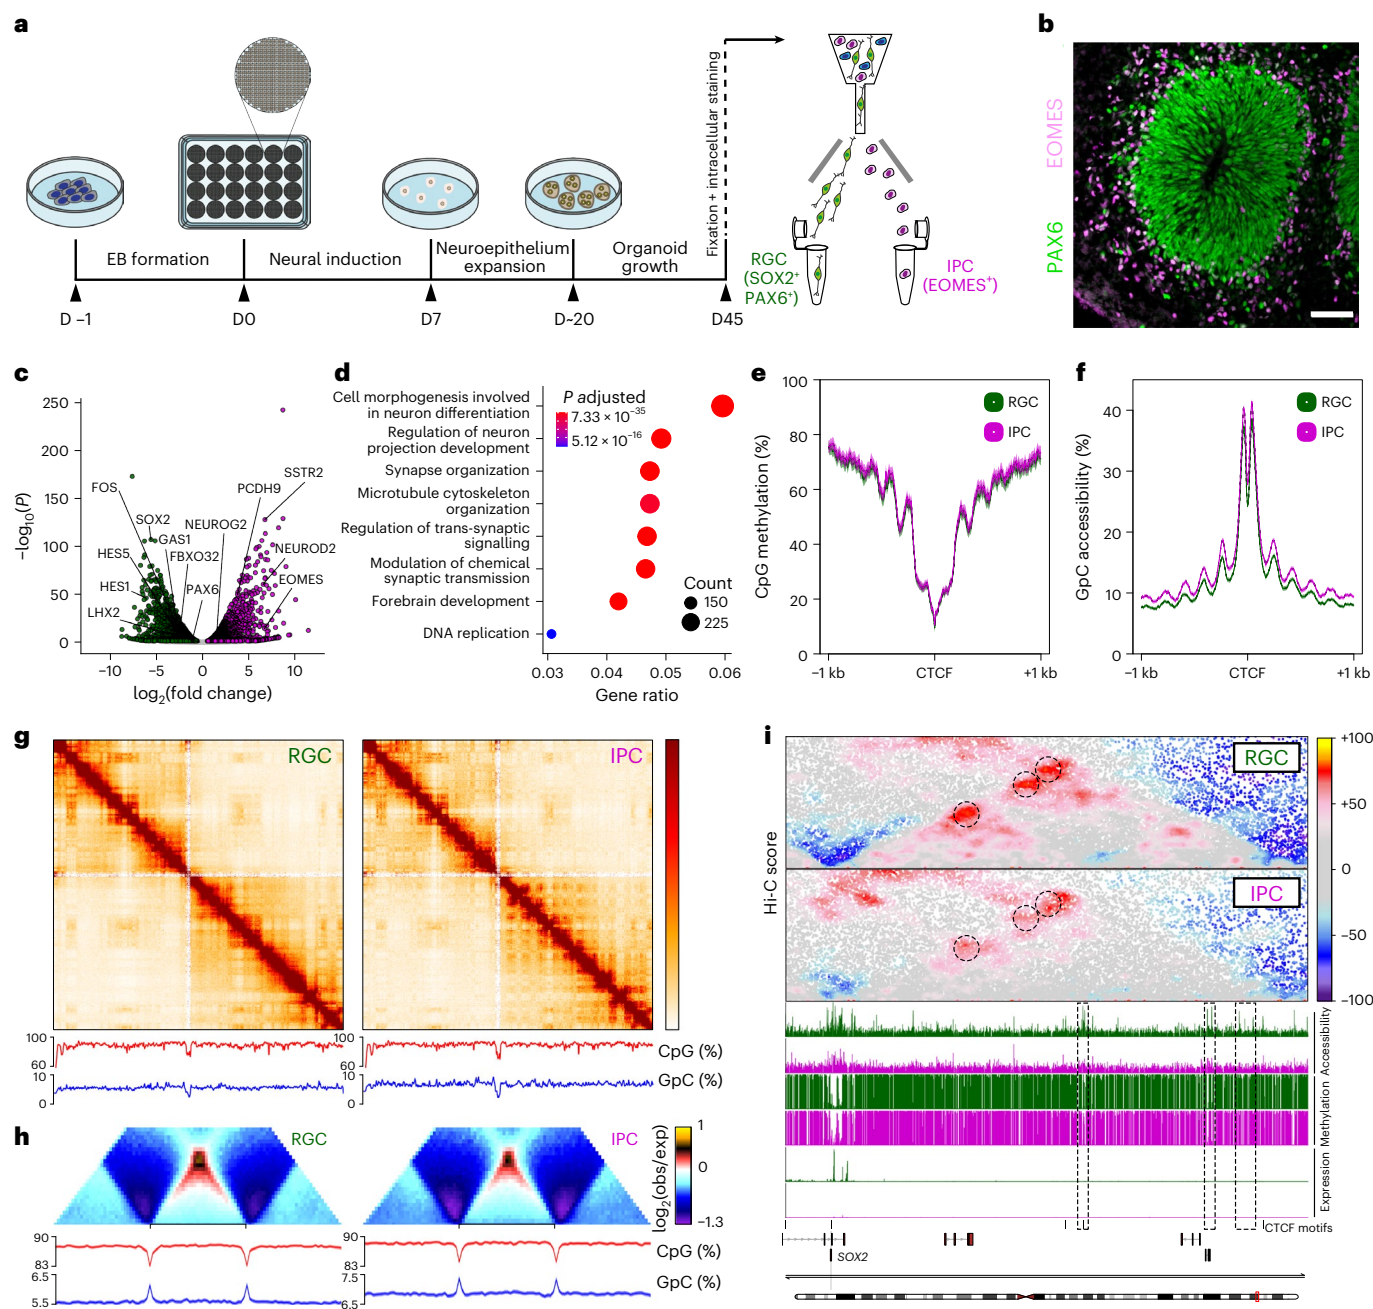 a
EB formation
Neural induction
Neuroepithelium
expansion
Organoid
growth
Fixation + intracellular staining
D −1
D0
D7
D~20
D45
RGC
(SOX2+
PAX6+)
IPC
(EOMES+)
b
EOMES
PAX6
c
250
200
150
100
50
0
−log10(P)
FOS
SOX2
GAS1
HES5
FBXO32
HES1
LHX2
PAX6
NEUROG2
PCDH9
SSTR2
NEUROD2
EOMES
−10
−5
0
5
10
log2(fold change)
d
Cell morphogenesis involved
in neuron differentiation
Regulation of neuron
projection development
Synapse organization
Microtubule cytoskeleton
organization
Regulation of trans-synaptic
signalling
Modulation of chemical
synaptic transmission
Forebrain development
DNA replication
P adjusted
7.33 × 10−35
5.12 × 10−16
Count
150
225
0.03
0.04
0.05
0.06
Gene ratio
e
100
80
60
40
20
0
CpG methylation (%)
RGC
IPC
−1 kb
CTCF
+1 kb
f
40
30
20
10
0
GpC accessibility (%)
RGC
IPC
−1 kb
CTCF
+1 kb
g
RGC
IPC
100
60
10
0
100
60
10
0
CpG (%)
GpC (%)
h
RGC
IPC
log2(obs/exp)
1
0
−1.3
90
83
6.5
5.5
90
83
7.5
6.5
CpG (%)
GpC (%)
i
Hi-C score
RGC
IPC
+100
+50
0
−50
−100
Accessibility
Methylation
Expression
CTCF motifs
SOX2